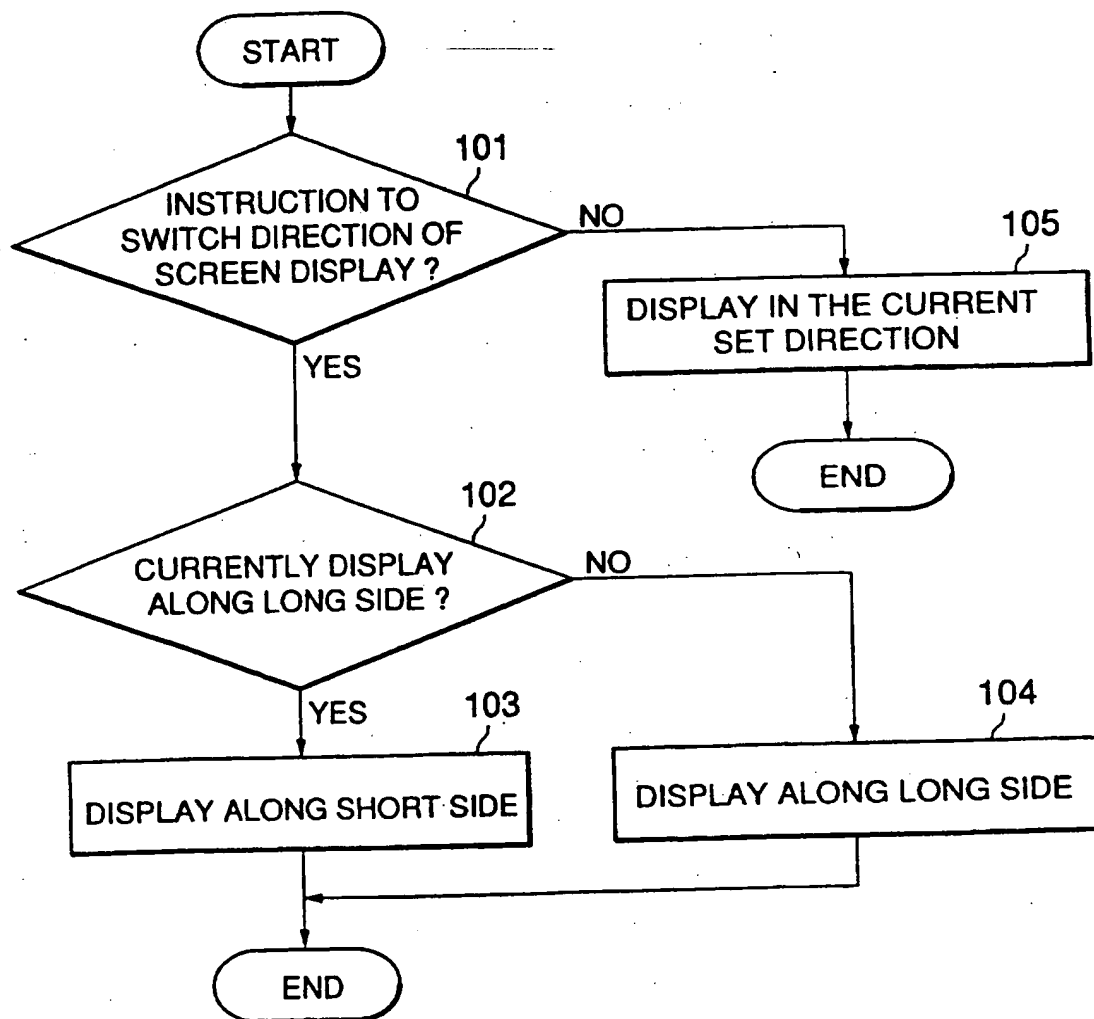 START
101
INSTRUCTION TO
SWITCH DIRECTION OF
SCREEN DISPLAY ?
NO
105
DISPLAY IN THE CURRENT
SET DIRECTION
YES
END
102
CURRENTLY DISPLAY
ALONG LONG SIDE ?
NO
YES
103
104
DISPLAY ALONG SHORT SIDE
DISPLAY ALONG LONG SIDE
END